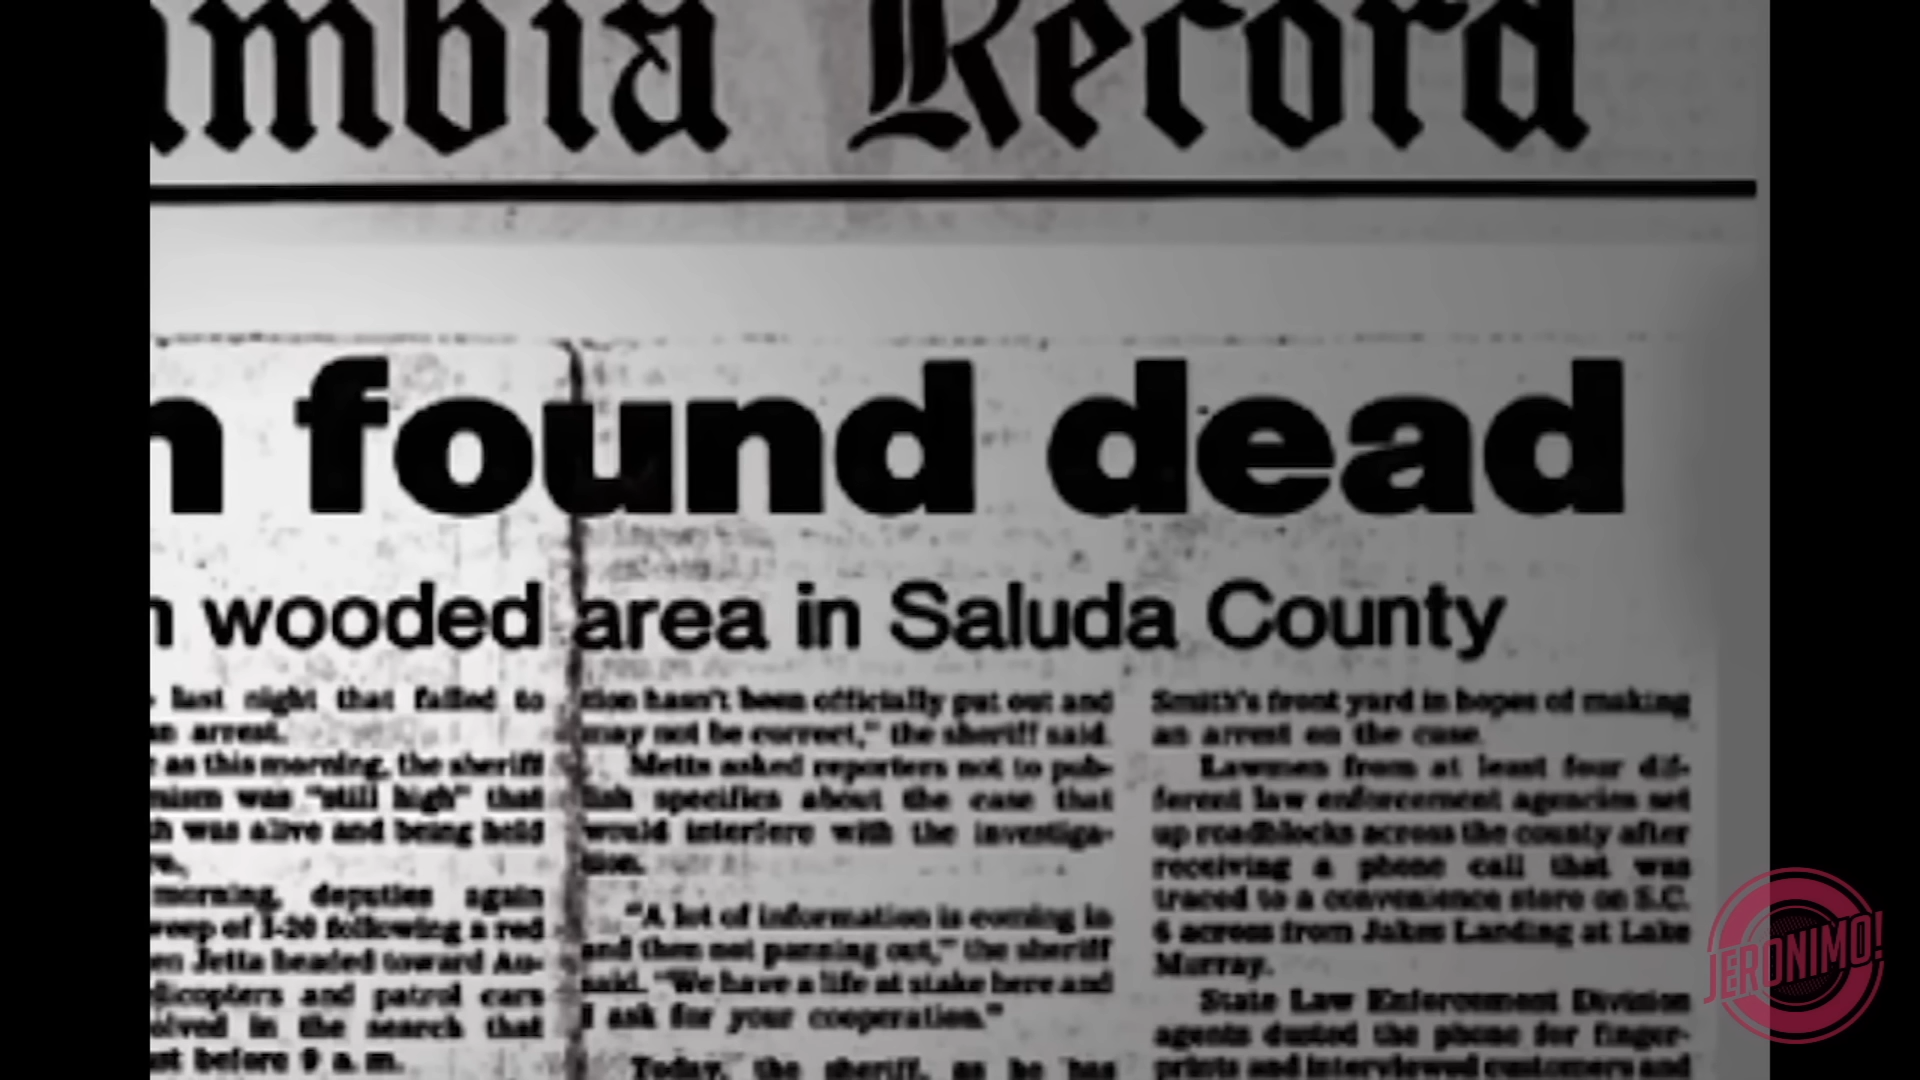 mbia Record
n found dead
n wooded area in Saluda County
last night that failed to
an arrest.
as this morning, the sheriff
nism was "still high" that
h was alive and being held
re.
morning, deputies again
weep of I-20 following a red
en Jetta headed toward Au-
licopters and patrol cars
olved in the search that
st before 9 a.m.
tion hasn't been officially put out and
may not be correct," the sheriff said.
Metts asked reporters not to pub-
lish specifics about the case that
would interfere with the investiga-
tion.
"A lot of information is coming in
and then not panning out," the sheriff
said. "We have a life at stake here and
I ask for your cooperation."
Today, the sheriff, as he has
Smith's front yard in hopes of making
an arrest on the case.
Lawmen from at least four dif-
ferent law enforcement agencies set
up roadblocks across the county after
receiving a phone call that was
traced to a convenience store on S.C.
6 across from Jakes Landing at Lake
Murray.
State Law Enforcement Division
agents dusted the phone for finger-
prints and interviewed customers and
JERONIMO!